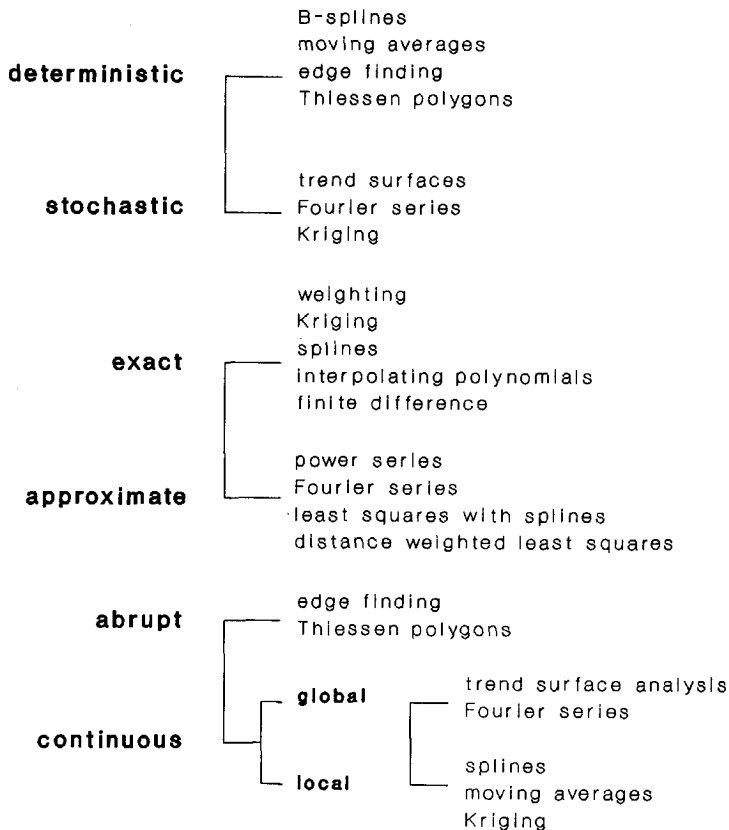 B-splines
moving averages
deterministic
edge finding
Thiessen polygons
trend surfaces
stochastic
Fourier series
Kriging
weighting
Kriging
exact
splines
interpolating polynomials
finite difference
power series
approximate
Fourier series
least squares with splines
distance weighted least squares
abrupt
edge finding
Thiessen polygons
global
trend surface analysis
Fourier series
continuous
local
splines
moving averages
Kriging